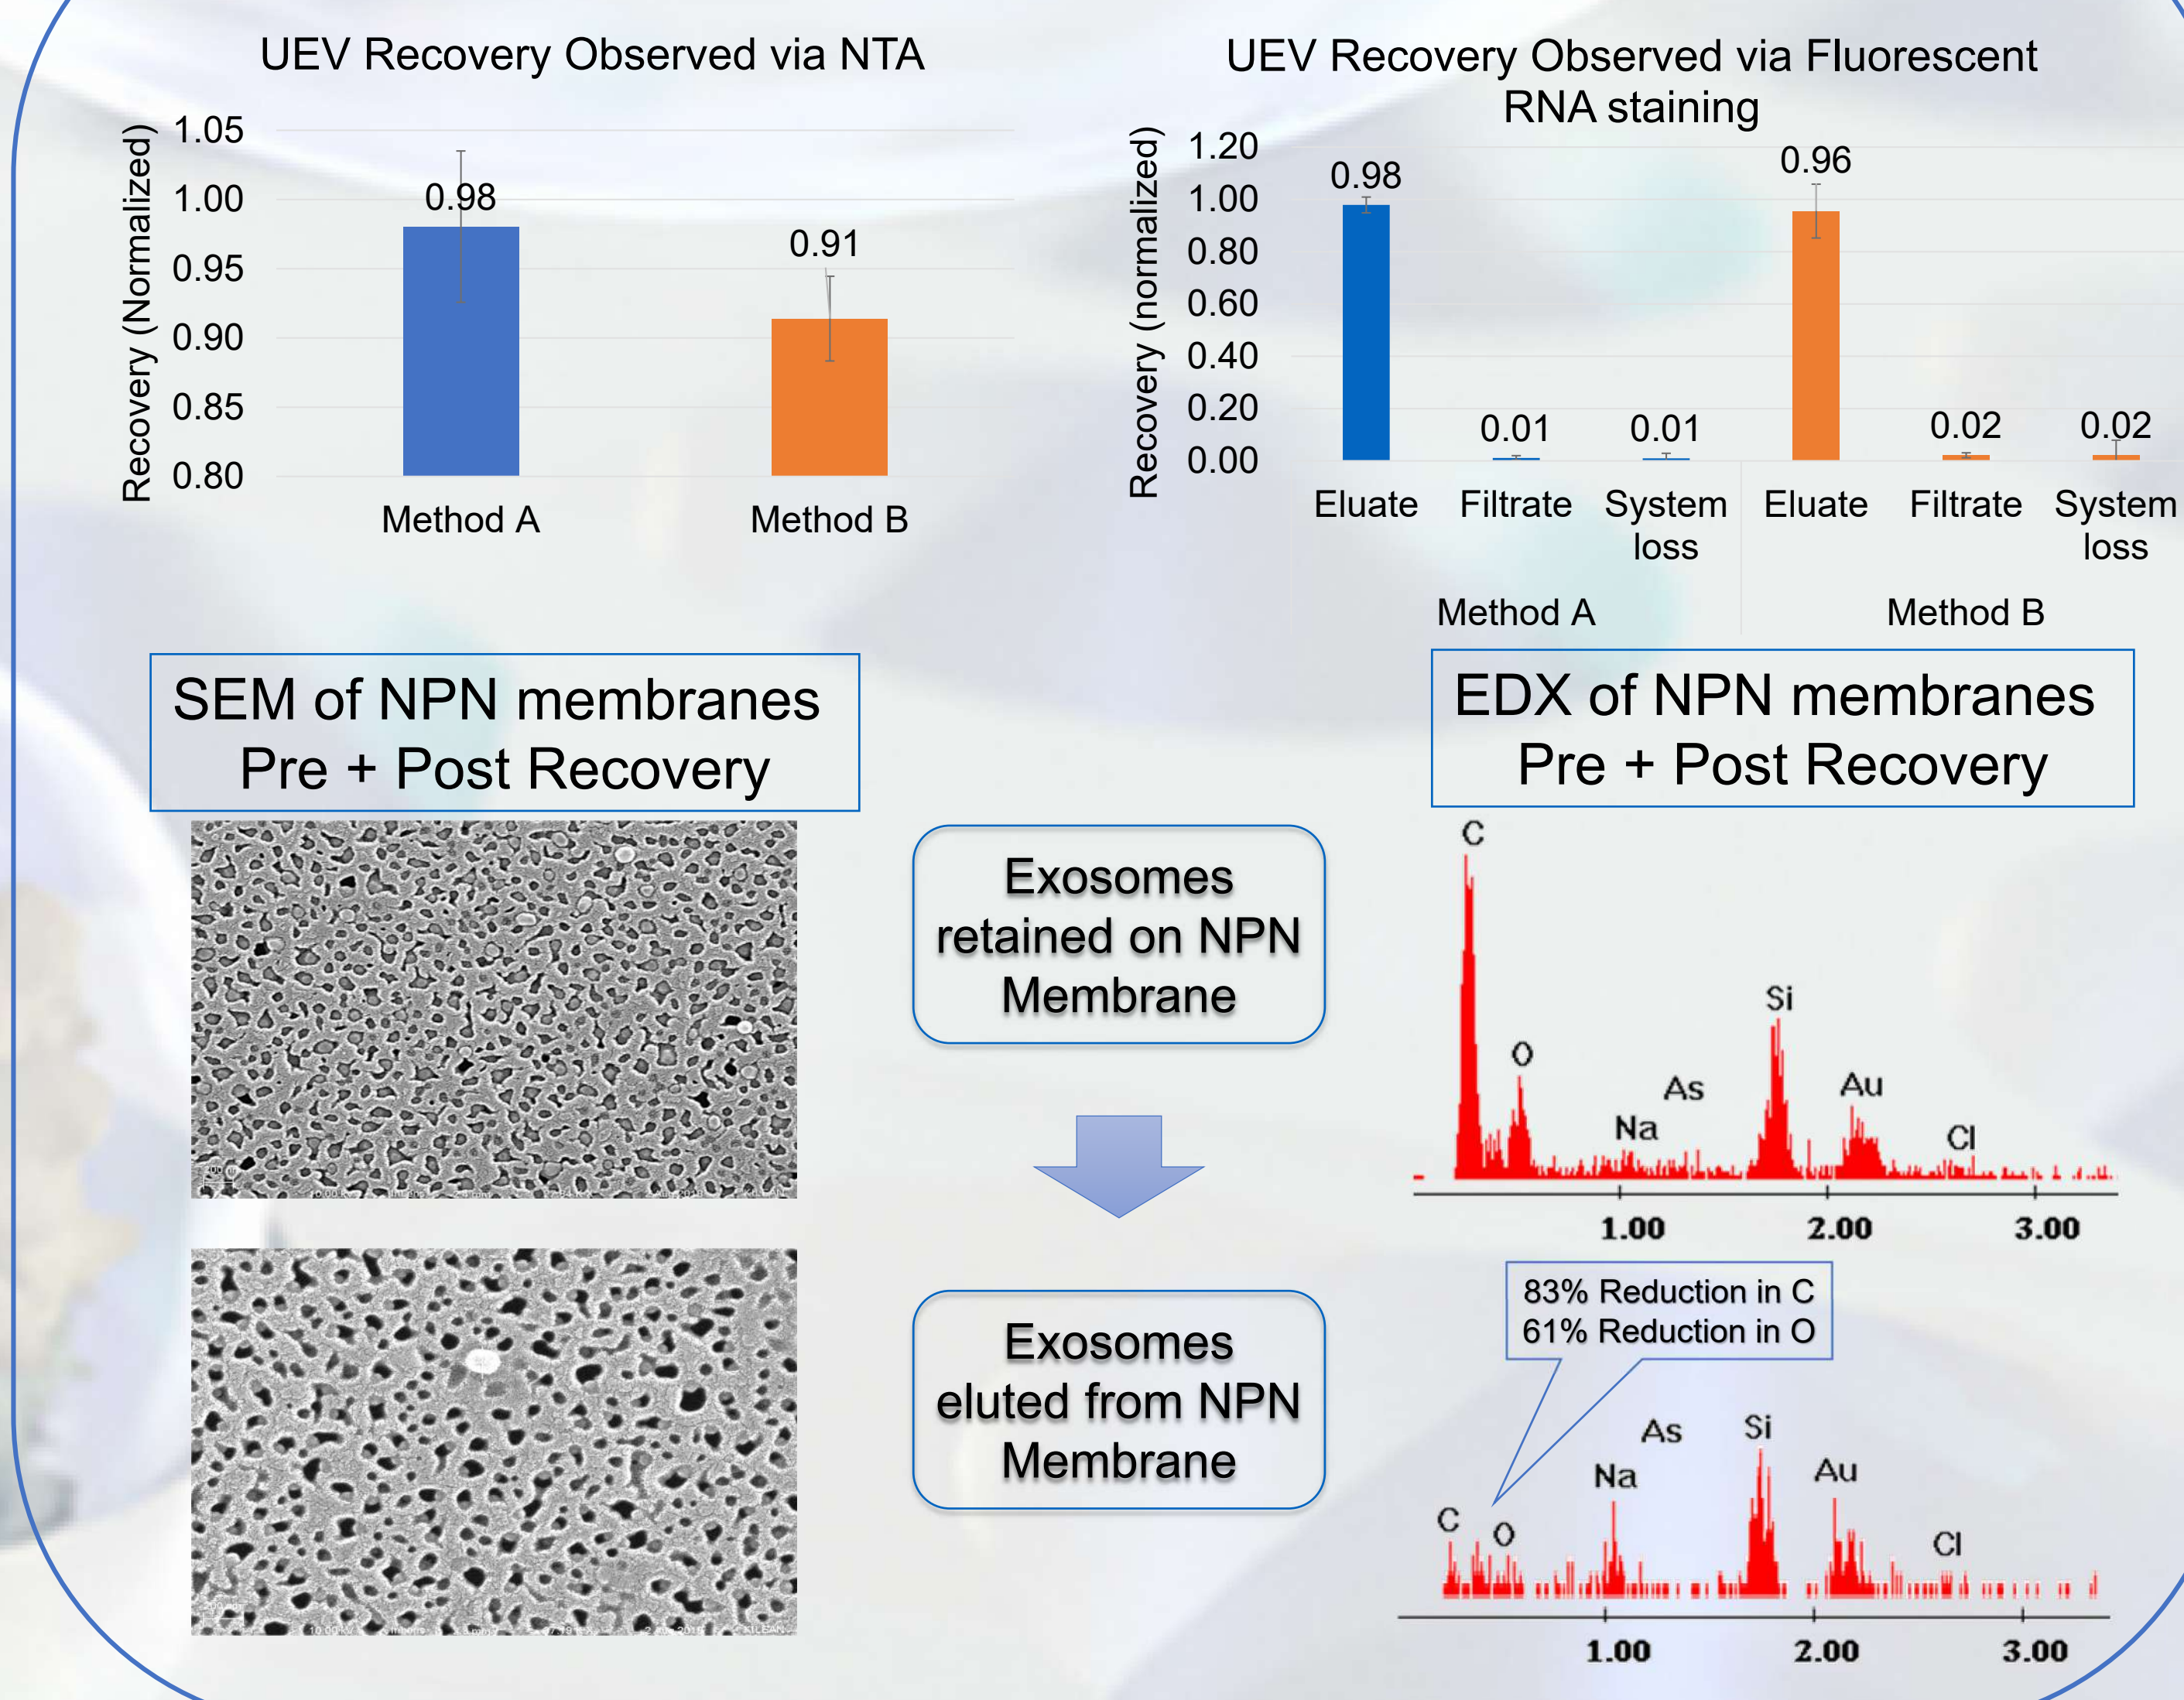 UEV Recovery Observed via NTA
Recovery (Normalized)
1.05
1.00
0.95
0.90
0.85
0.80
0.98
0.91
Method A
Method B
UEV Recovery Observed via Fluorescent
RNA staining
Recovery (normalized)
1.20
1.00
0.80
0.60
0.40
0.20
0.00
0.98
0.01
0.01
0.96
0.02
0.02
Eluate
Filtrate
System
loss
Eluate
Filtrate
System
loss
Method A
Method B
SEM of NPN membranes
Pre + Post Recovery
EDX of NPN membranes
Pre + Post Recovery
Exosomes
retained on NPN
Membrane
C
O
Na
As
Si
Au
Cl
1.00
2.00
3.00
Exosomes
eluted from NPN
Membrane
83% Reduction in C
61% Reduction in O
C
O
Na
As
Si
Au
Cl
1.00
2.00
3.00